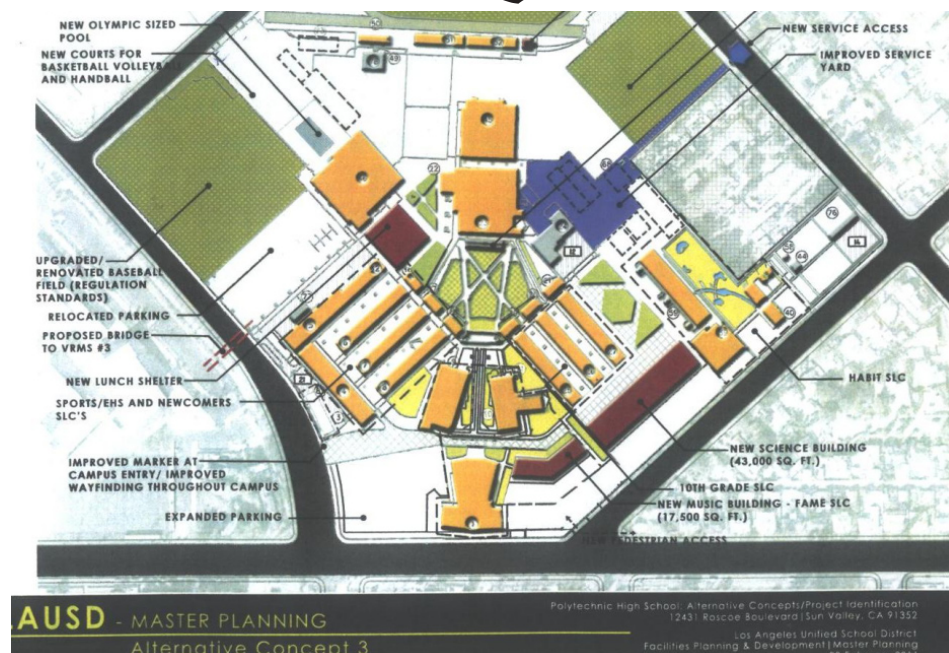 NEW OLYMPIC SIZED
POOL
NEW COURTS FOR
BASKETBALL VOLLEYBALL
AND HANDBALL
NEW SERVICE ACCESS
IMPROVED SERVICE
YARD
UPGRADED/
RENOVATED BASEBALL
FIELD (REGULATION
STANDARDS)
RELOCATED PARKING
PROPOSED BRIDGE
TO VRMS #3
NEW LUNCH SHELTER
SPORTS/EHS AND NEWCOMERS
SLC'S
HABIT SLC
IMPROVED MARKER AT
CAMPUS ENTRY/ IMPROVED
WAYFINDING THROUGHOUT CAMPUS
EXPANDED PARKING
NEW SCIENCE BUILDING
(43,000 SQ. FT.)
10TH GRADE SLC
NEW MUSIC BUILDING - FAME SLC
(17,500 SQ. FT.)
NEW PEDESTRIAN ACCESS
AUSD - MASTER PLANNING
Alternative Concept 3
Polytechnic High School: Alternative Concepts/Project Identification
12431 Roscoe Boulevard|Sun Valley, CA 91352
Los Angeles Unified School District
Facilities Planning & Development|Master Planning